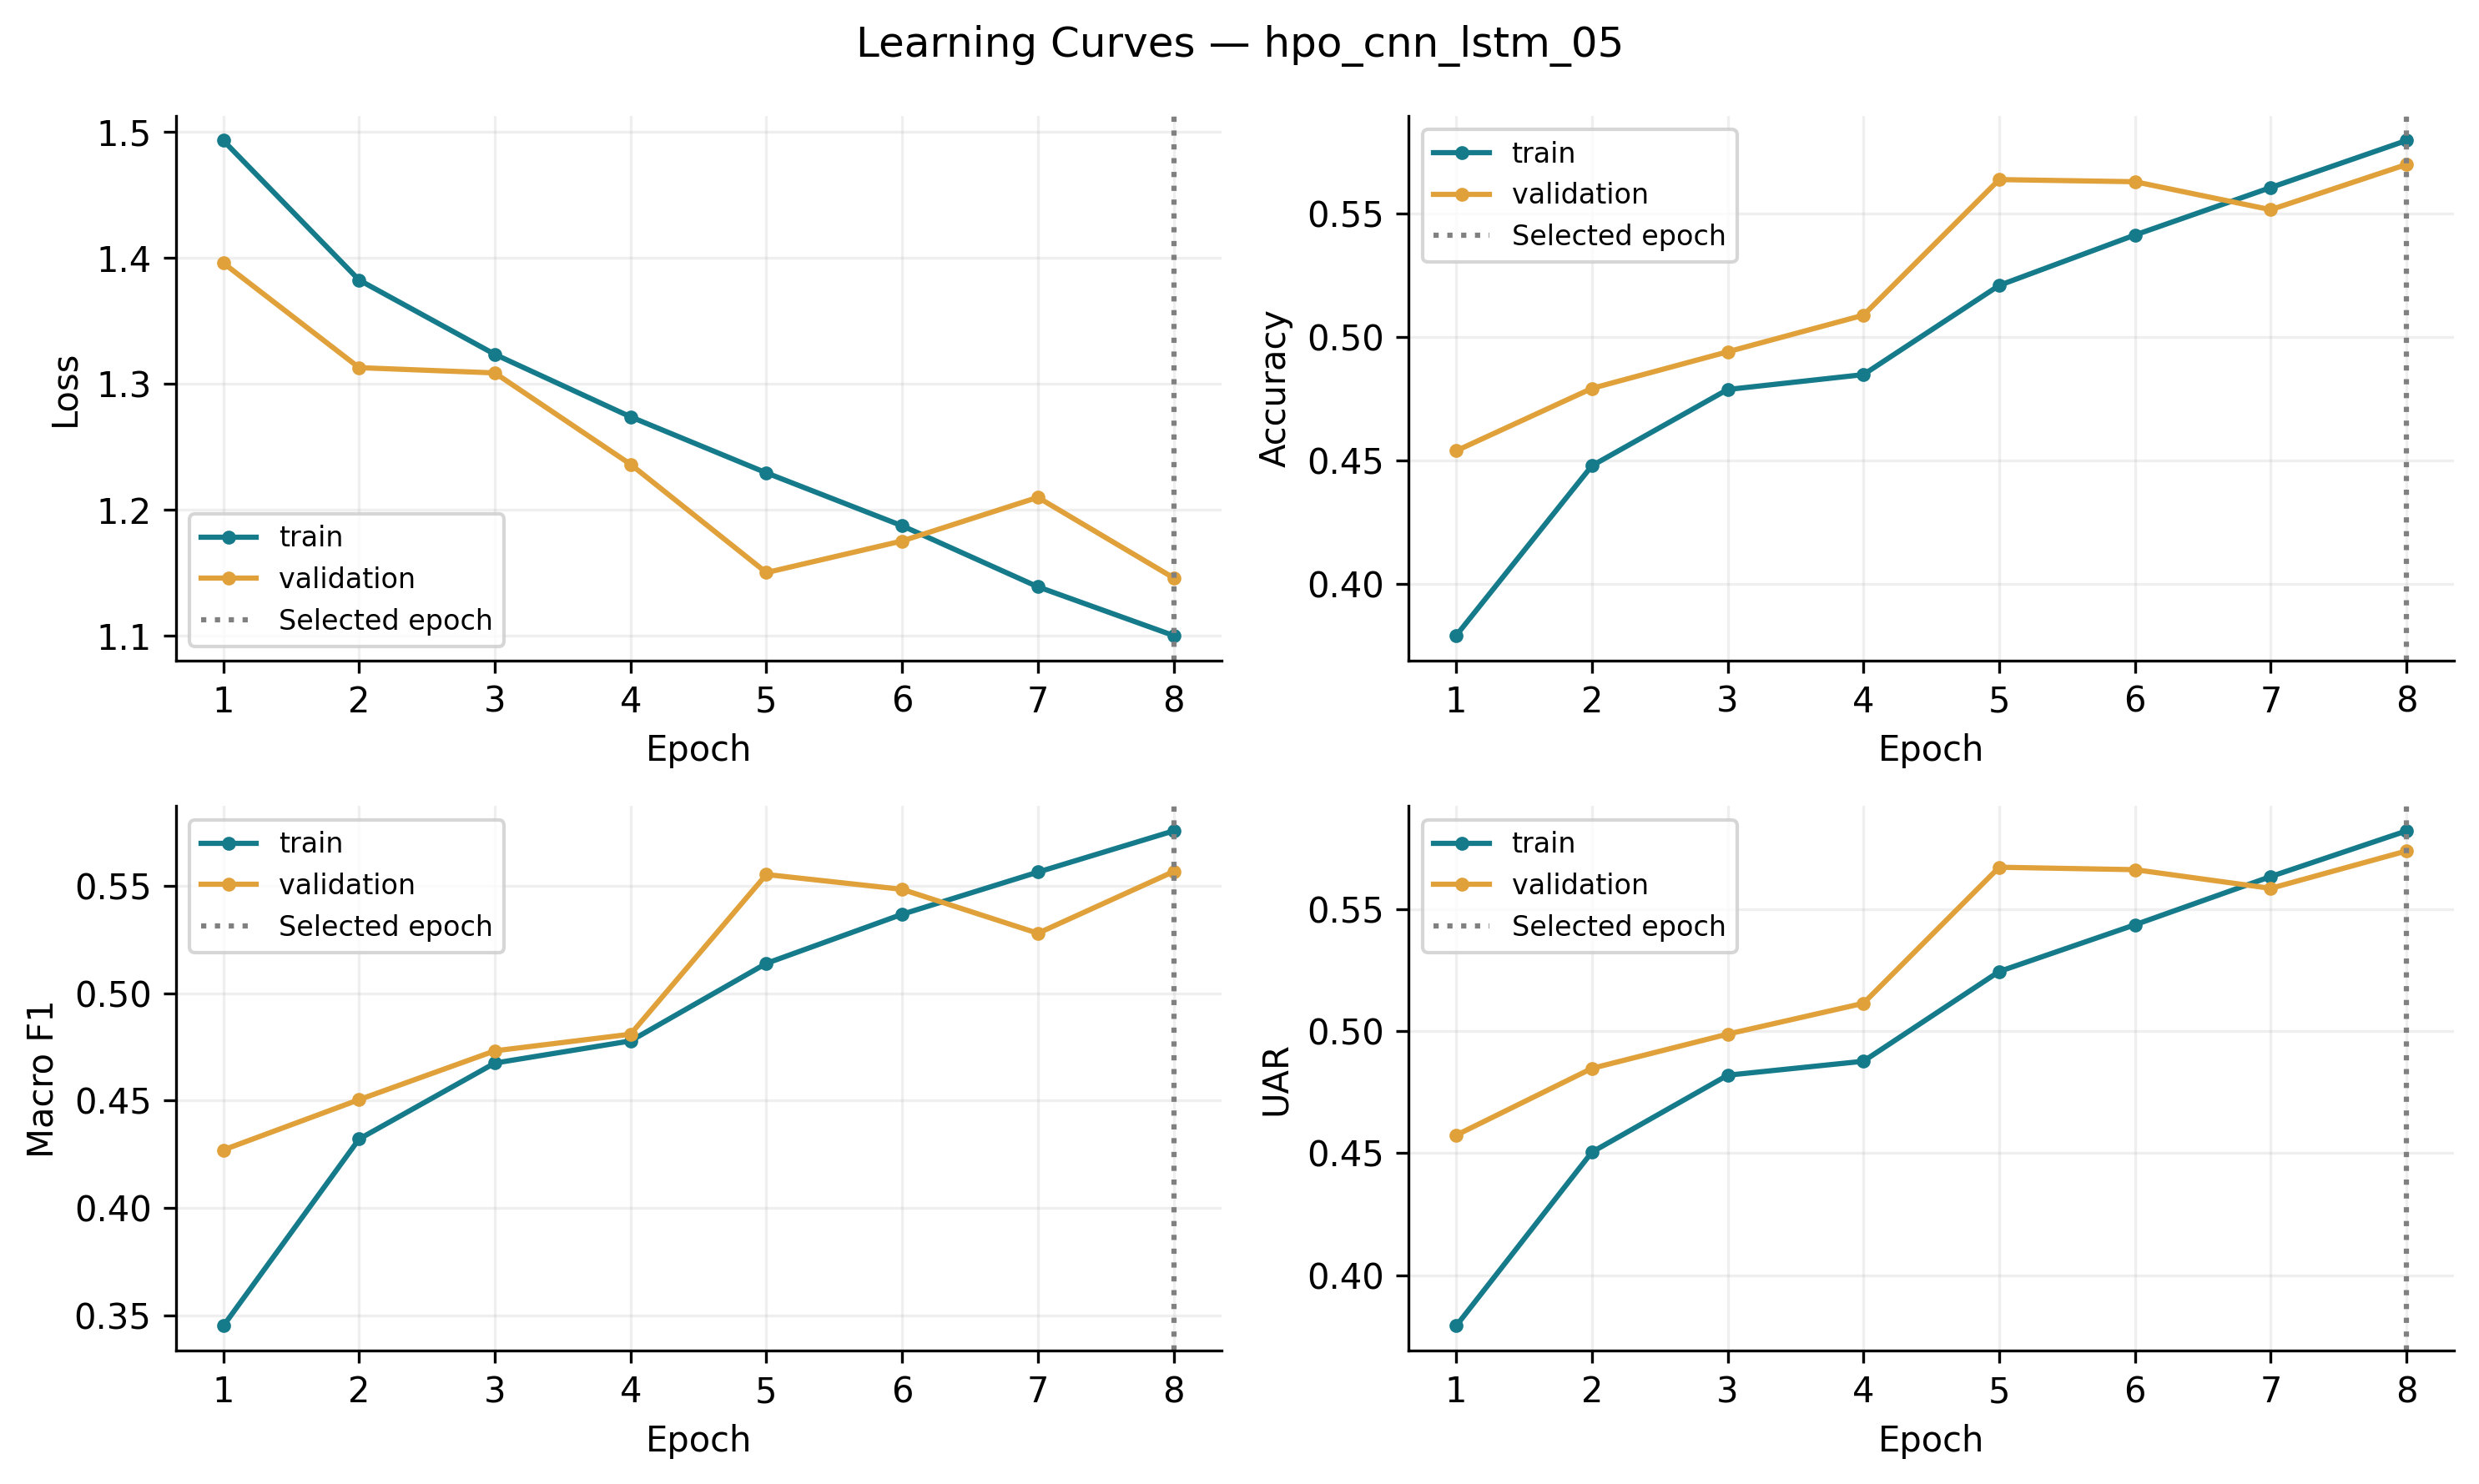 Learning Curves — hpo_cnn_lstm_05
1.5
1.4
1.3
1.2
1.1
Loss
train
validation
Selected epoch
1 2 3 4 5 6 7 8
Epoch
0.55
0.50
0.45
0.40
Accuracy
train
validation
Selected epoch
1 2 3 4 5 6 7 8
Epoch
0.55
0.50
0.45
0.40
0.35
Macro F1
train
validation
Selected epoch
1 2 3 4 5 6 7 8
Epoch
0.55
0.50
0.45
0.40
UAR
train
validation
Selected epoch
1 2 3 4 5 6 7 8
Epoch